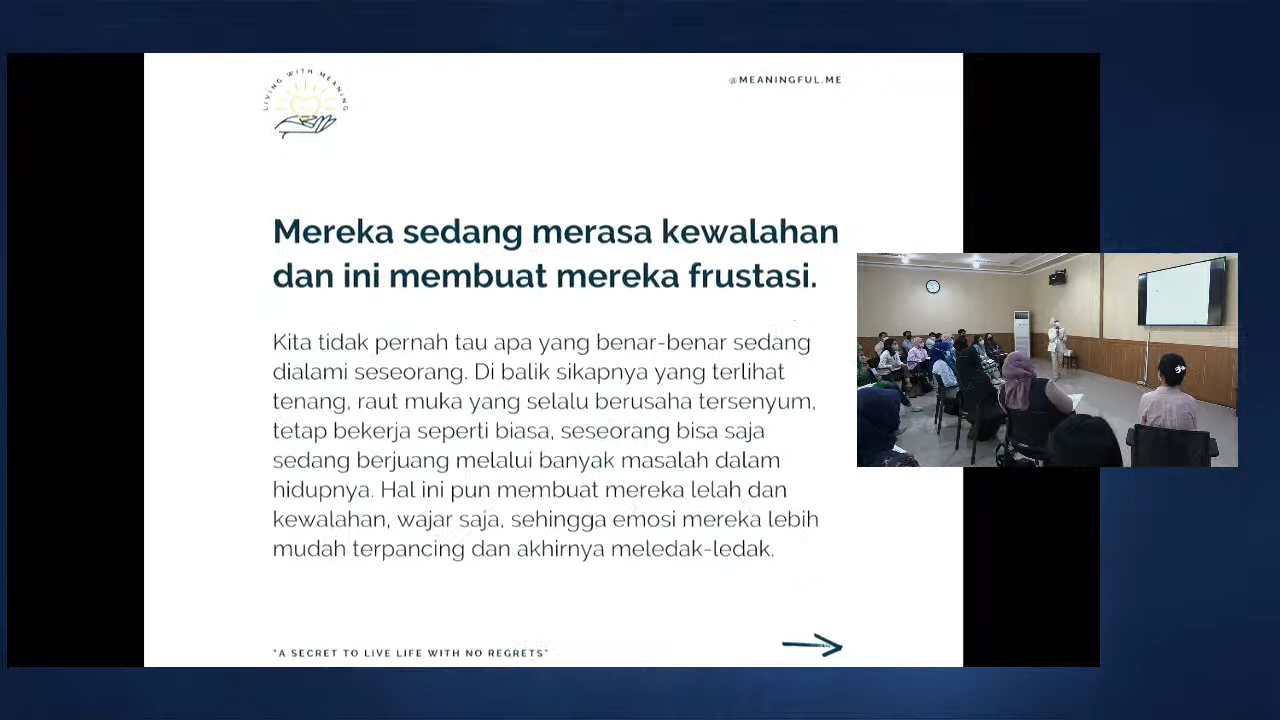 LIVING WITH MEANING
@MEANINGFUL.ME
Mereka sedang merasa kewalahan
dan ini membuat mereka frustasi.
Kita tidak pernah tau apa yang benar-benar sedang
dialami seseorang. Di balik sikapnya yang terlihat
tenang, raut muka yang selalu berusaha tersenyum,
tetap bekerja seperti biasa, seseorang bisa saja
sedang berjuang melalui banyak masalah dalam
hidupnya. Hal ini pun membuat mereka lelah dan
kewalahan, wajar saja, sehingga emosi mereka lebih
mudah terpancing dan akhirnya meledak-ledak.
"A SECRET TO LIVE LIFE WITH NO REGRETS"